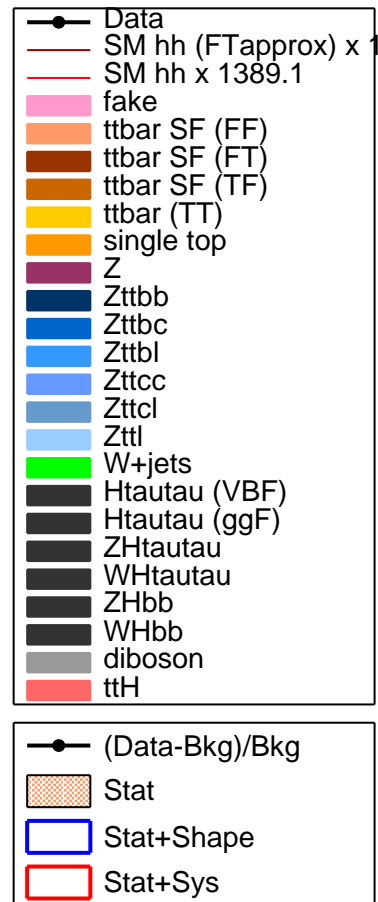 Data
SM hh (FTapprox) x 1
SM hh x 1389.1
fake
ttbar SF (FF)
ttbar SF (FT)
ttbar SF (TF)
ttbar (TT)
single top
Z
Zttbb
Zttbc
Zttbl
Zttcc
Zttcl
Zttl
W+jets
Htautau (VBF)
Htautau (ggF)
ZHtautau
WHtautau
ZHbb
WHbb
diboson
ttH
(Data-Bkg)/Bkg
Stat
Stat+Shape
Stat+Sys